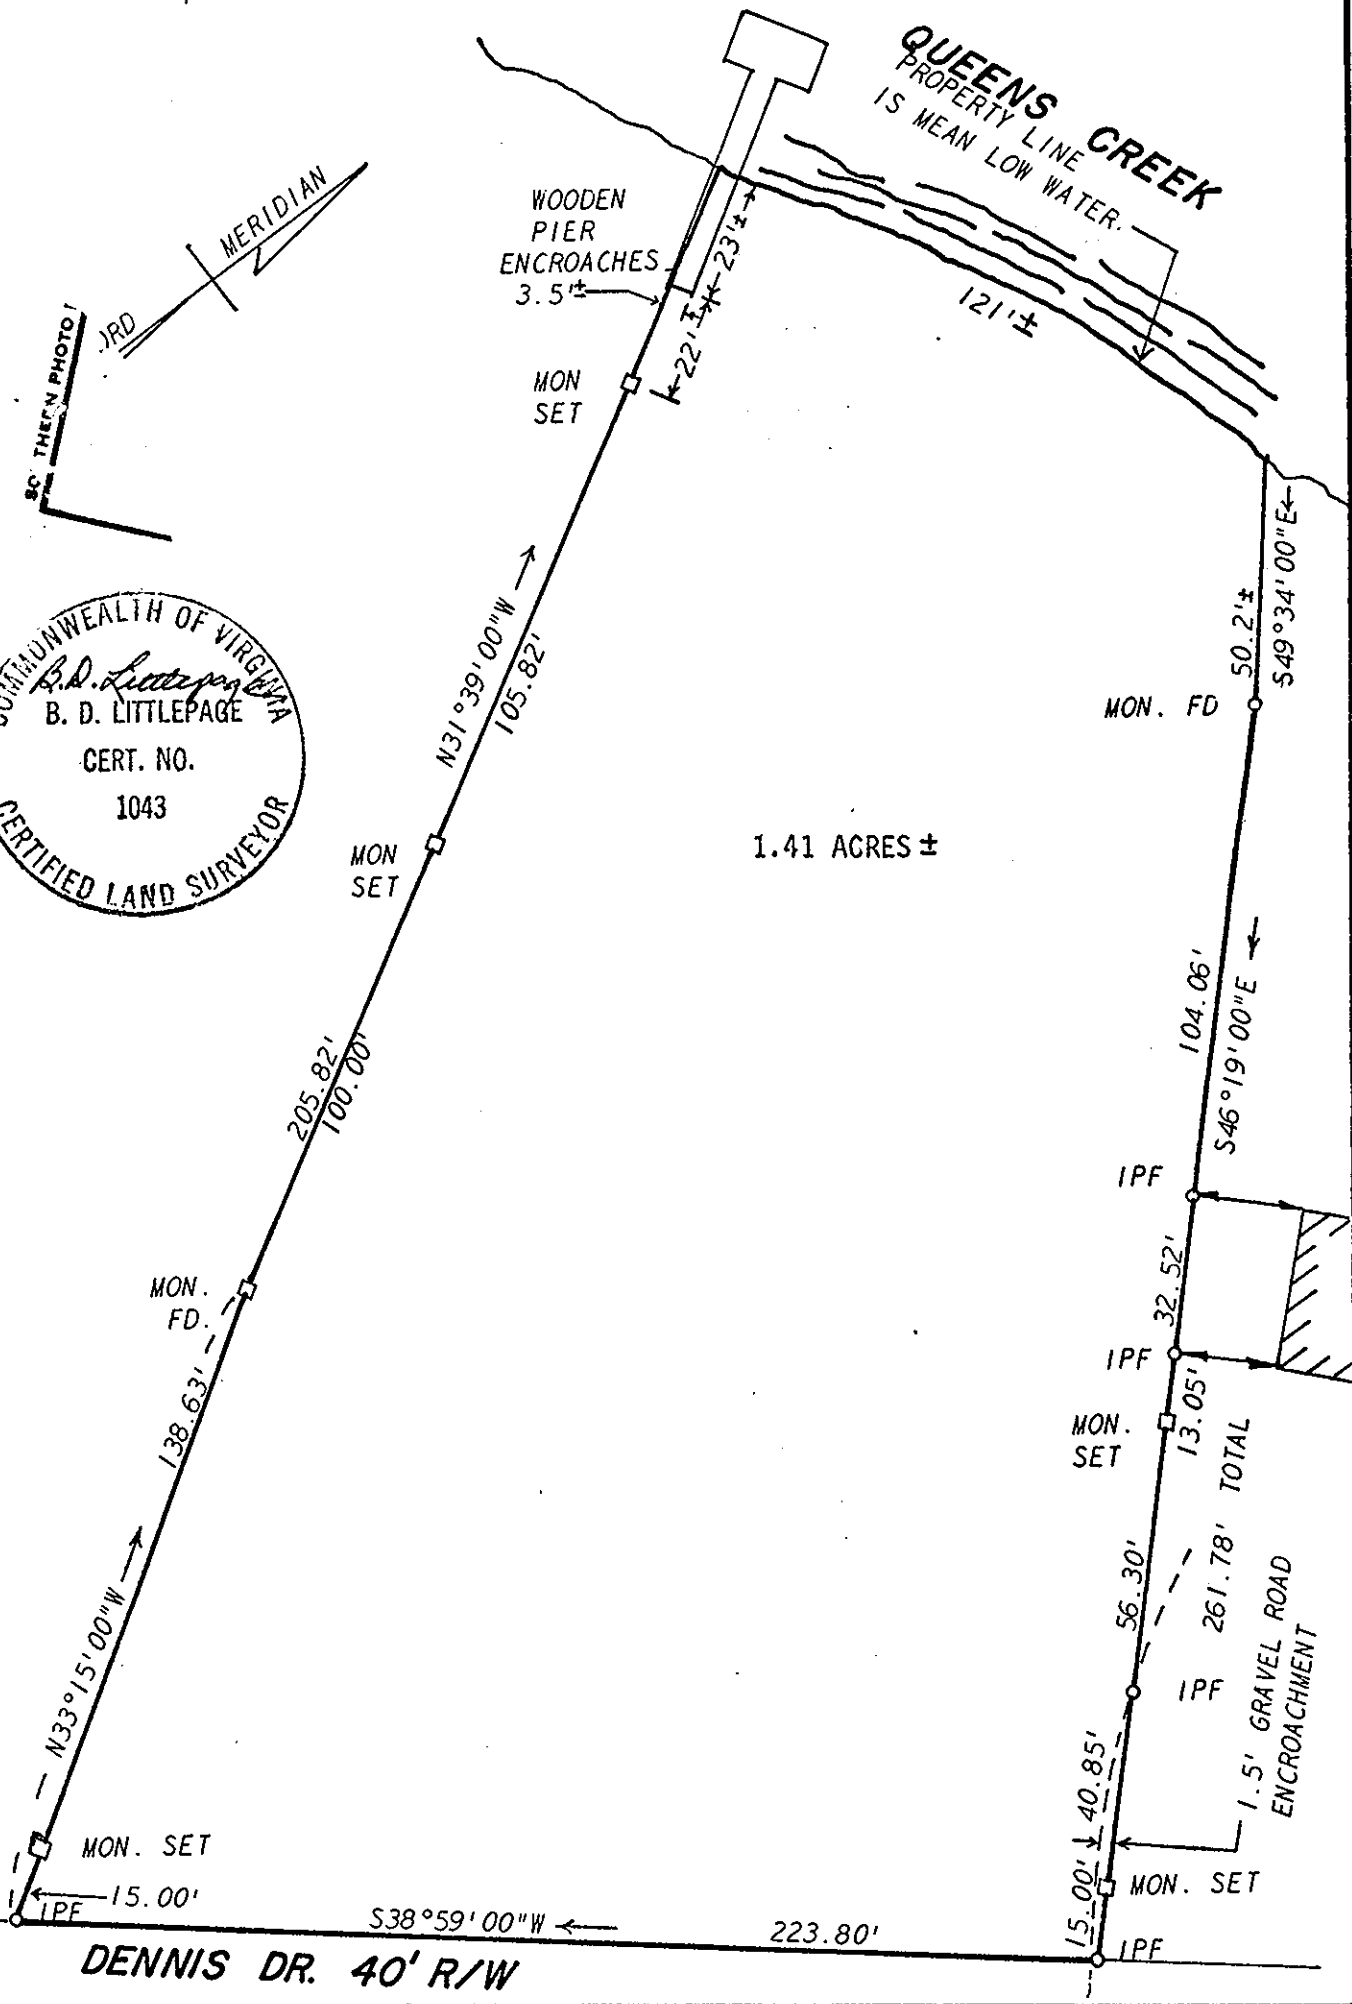 QUEENS CREEK
PROPERTY LINE
IS MEAN LOW WATER.
MERIDIAN
WOODEN
PIER
ENCROACHES
3.5'±
23'±
22'±
121'±
MON
SET
S49°34'00"E
50.2'±
MON. FD
N31°39'00"W
105.82'
COMMONWEALTH OF VIRGINIA
B. D. Littlepage
B. D. LITTLEPAGE
CERT. NO.
1043
CERTIFIED LAND SURVEYOR
MON
SET
1.41 ACRES ±
104.06'
S46°19'00"E
205.82'
100.00'
IPF
32.52'
MON.
FD.
IPF
13.05'
MON.
SET
138.63'
261.78' TOTAL
56.30'
IPF
1.5' GRAVEL ROAD
ENCROACHMENT
N33°15'00"W
40.85'
MON. SET
15.00'
IPF
S38°59'00"W
223.80'
15.00'
MON. SET
IPF
DENNIS DR. 40' R/W